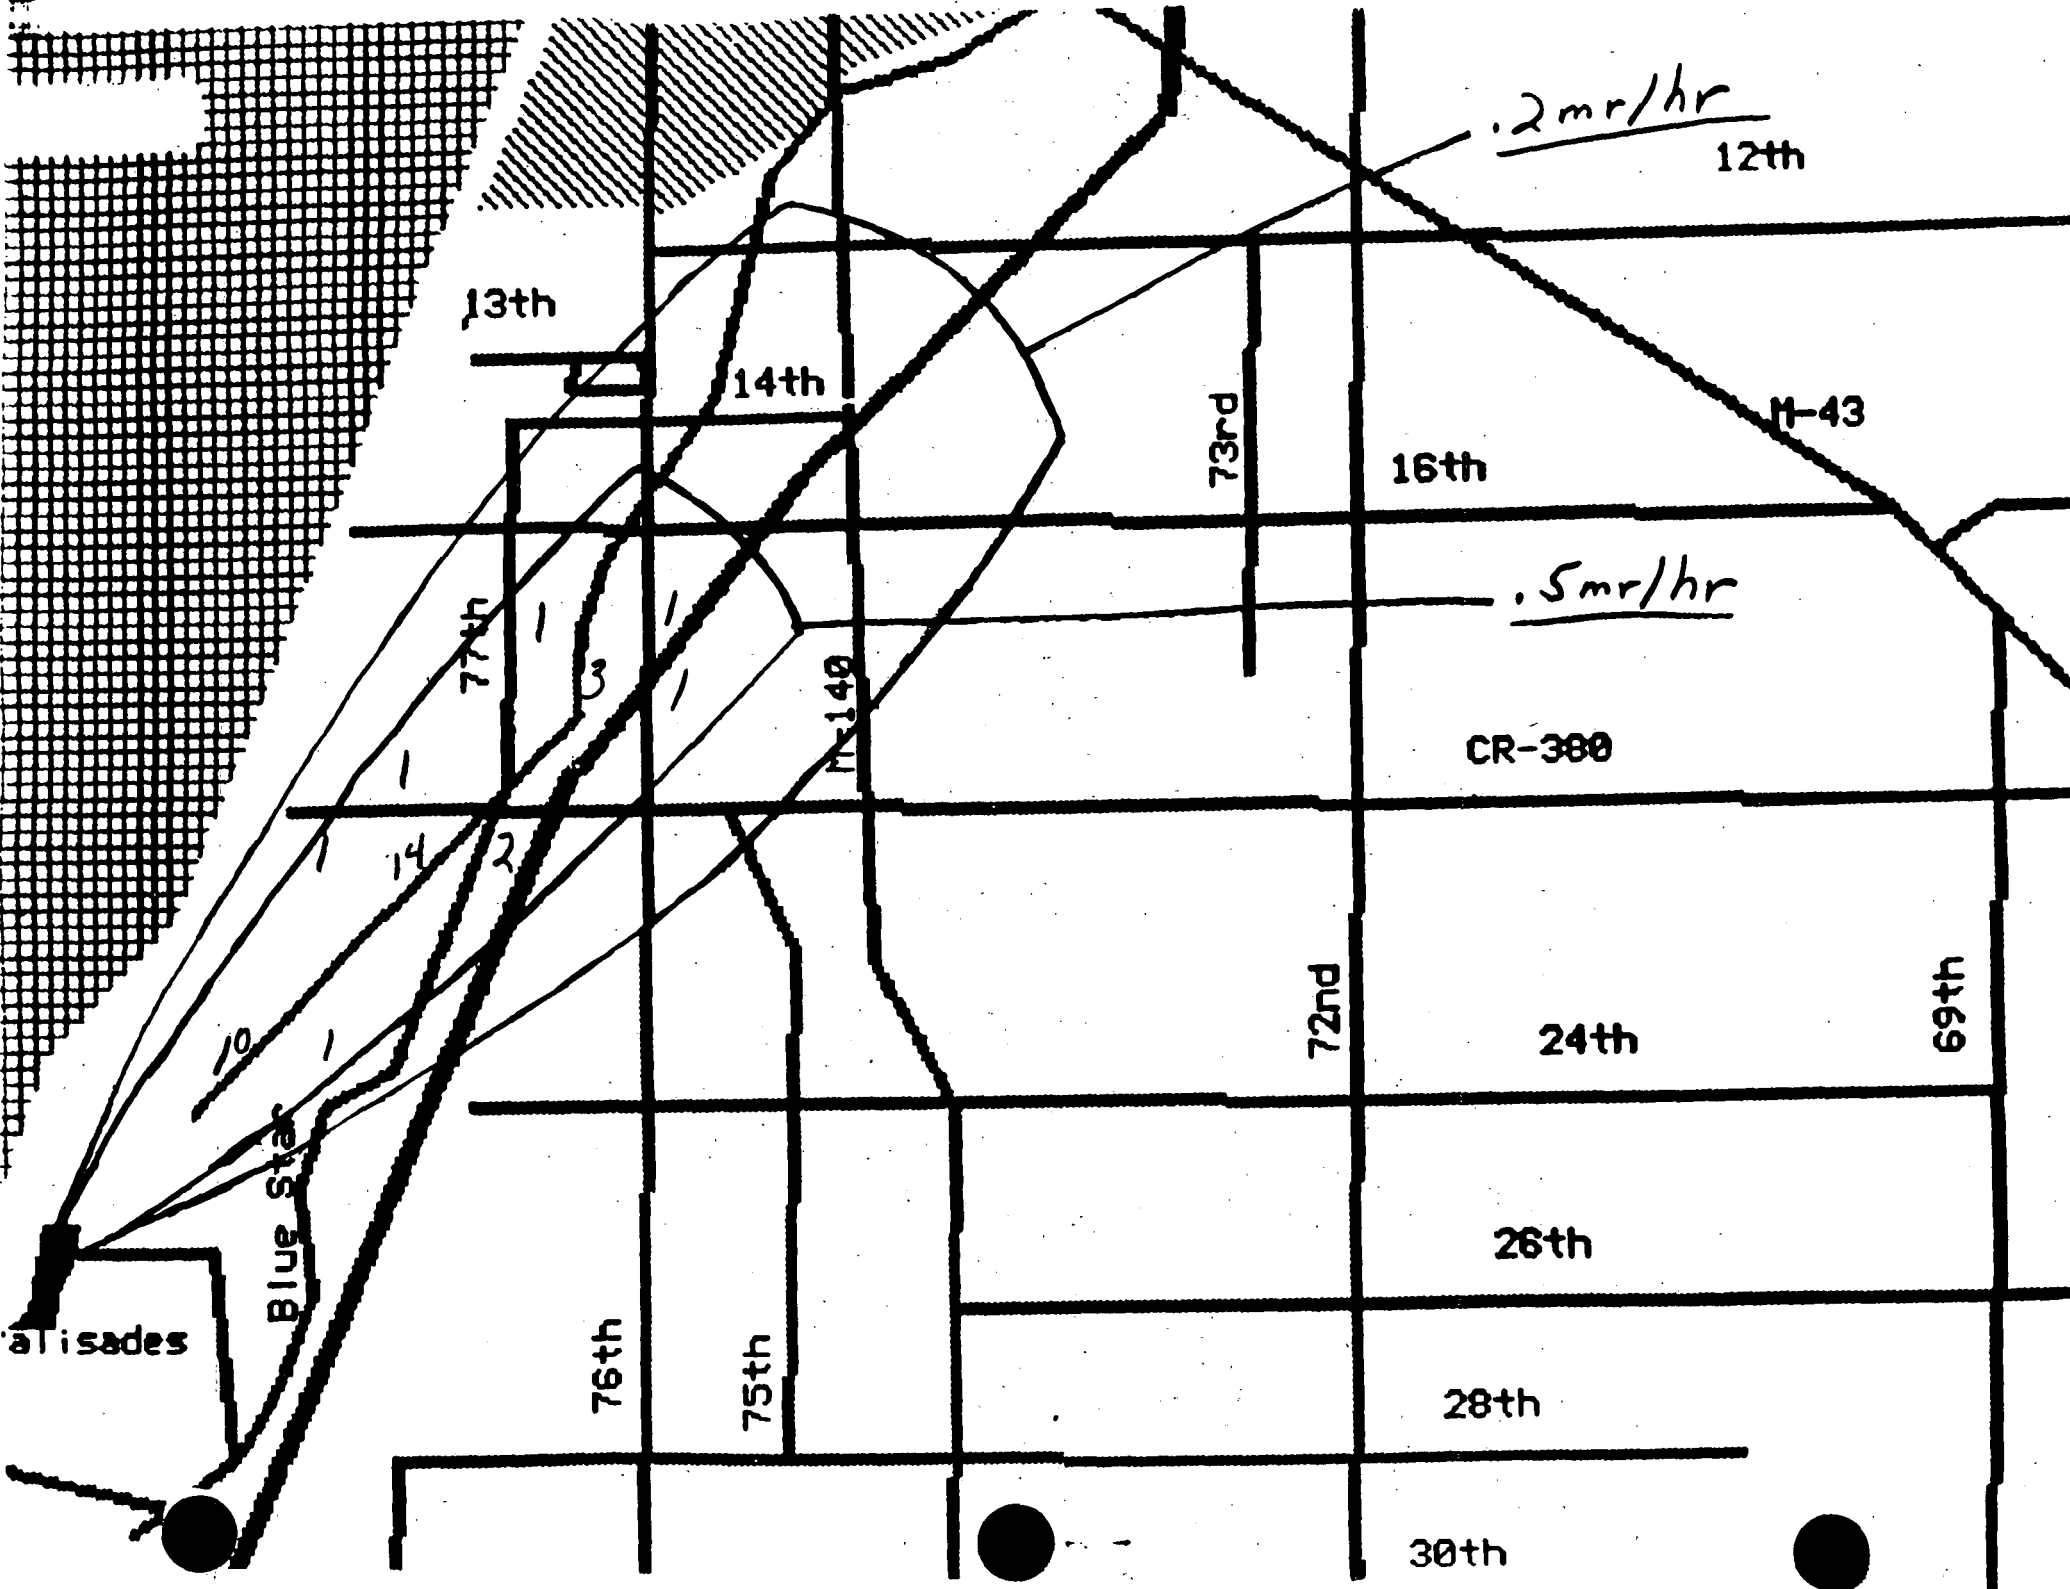 .2mr/hr
12th
13th
14th
73rd
M-43
16th
.5mr/hr
77th
1
1
3
1
M-140
CR-380
1
1
14
2
10
1
72nd
24th
69th
Blue Star
26th
alisades
76th
75th
28th
30th